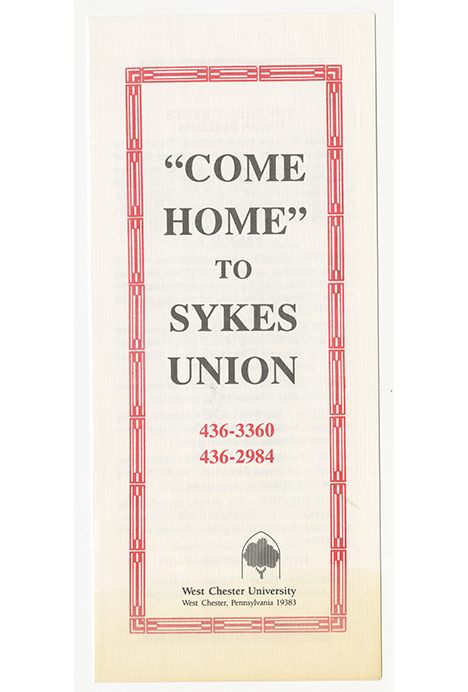 “COME
HOME”
TO
SYKES
UNION
436-3360
436-2984
West Chester University
West Chester, Pennsylvania 19383